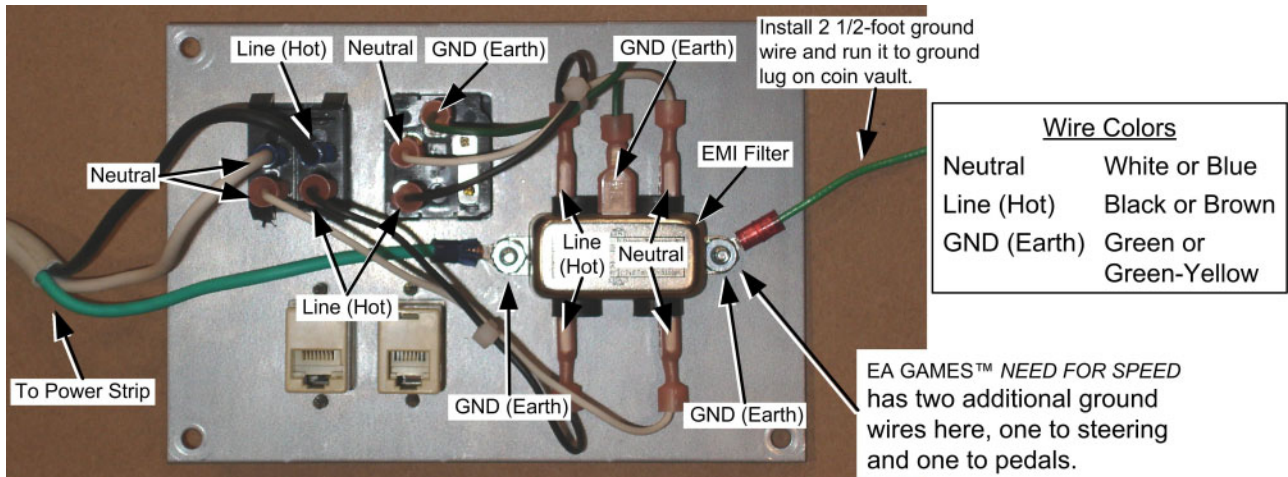 Install 2 1/2-foot ground
wire and run it to ground
lug on coin vault.
Line (Hot)
Neutral
GND (Earth)
GND (Earth)
EMI Filter
Neutral
Line (Hot)
Line
(Hot)
Neutral
To Power Strip
GND (Earth)
GND (Earth)
Wire Colors
Neutral White or Blue
Line (Hot) Black or Brown
GND (Earth) Green or
Green-Yellow
EA GAMES™ NEED FOR SPEED
has two additional ground
wires here, one to steering
and one to pedals.